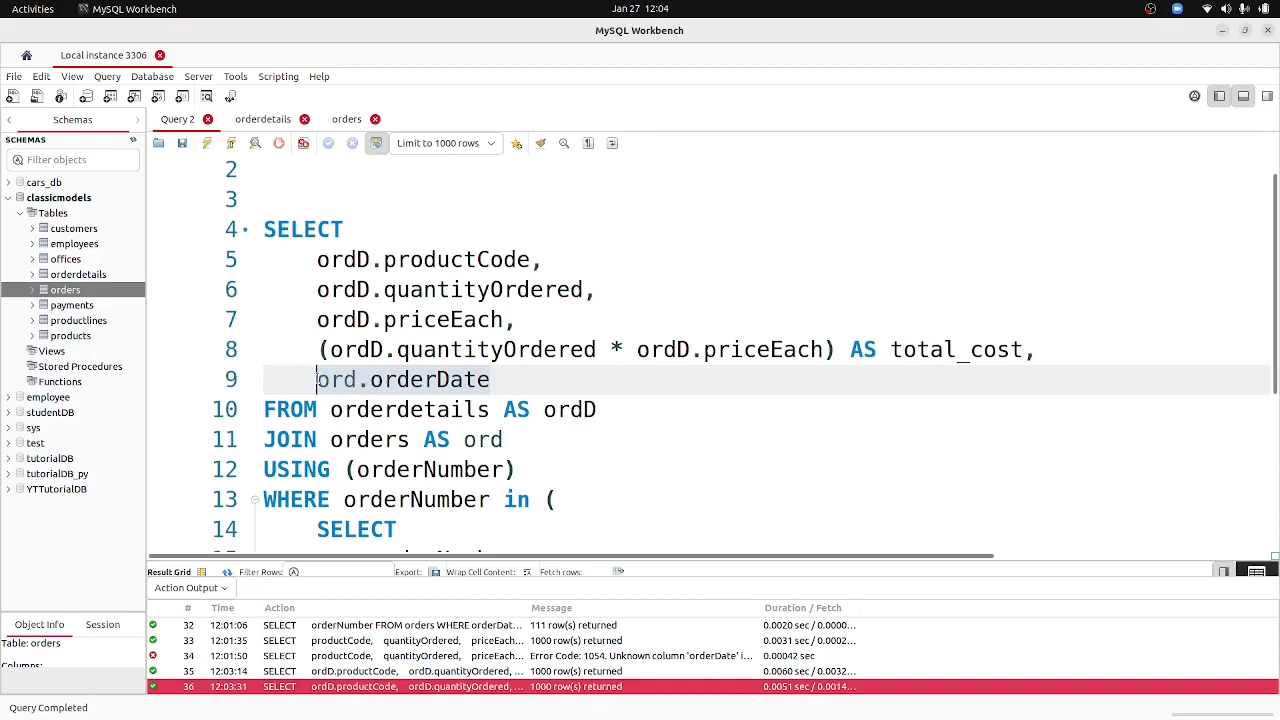 Activities MySQL Workbench Jan 27 12:04
MySQL Workbench
Local instance 3306
File Edit View Query Database Server Tools Scripting Help
Schemas Query 2 orderdetails orders
SCHEMAS
Filter objects Limit to 1000 rows
cars_db
classicmodels
Tables
customers
employees
offices
orderdetails
orders
payments
productlines
products
Views
Stored Procedures
Functions
employee
studentDB
sys
test
tutorialDB
tutorialDB_py
YTTutorialDB
2
3
4 SELECT
5 ordD.productCode,
6 ordD.quantityOrdered,
7 ordD.priceEach,
8 (ordD.quantityOrdered * ordD.priceEach) AS total_cost,
9 ord.orderDate
10 FROM orderdetails AS ordD
11 JOIN orders AS ord
12 USING (orderNumber)
13 WHERE orderNumber in (
14 SELECT
Result Grid Filter Rows: Export: Wrap Cell Content: Fetch rows:
Action Output
# Time Action Message Duration / Fetch
32 12:01:06 SELECT orderNumber FROM orders WHERE orderDat... 111 row(s) returned 0.0020 sec / 0.0000...
33 12:01:35 SELECT productCode, quantityOrdered, priceEach... 1000 row(s) returned 0.0031 sec / 0.0002...
34 12:01:50 SELECT productCode, quantityOrdered, priceEach... Error Code: 1054. Unknown column 'orderDate' i... 0.00042 sec
35 12:03:14 SELECT ordD.productCode, ordD.quantityOrdered, ... 1000 row(s) returned 0.0060 sec / 0.0032...
36 12:03:31 SELECT ordD.productCode, ordD.quantityOrdered, ... 1000 row(s) returned 0.0051 sec / 0.0014...
Object Info Session
Table: orders
Columns:
Query Completed